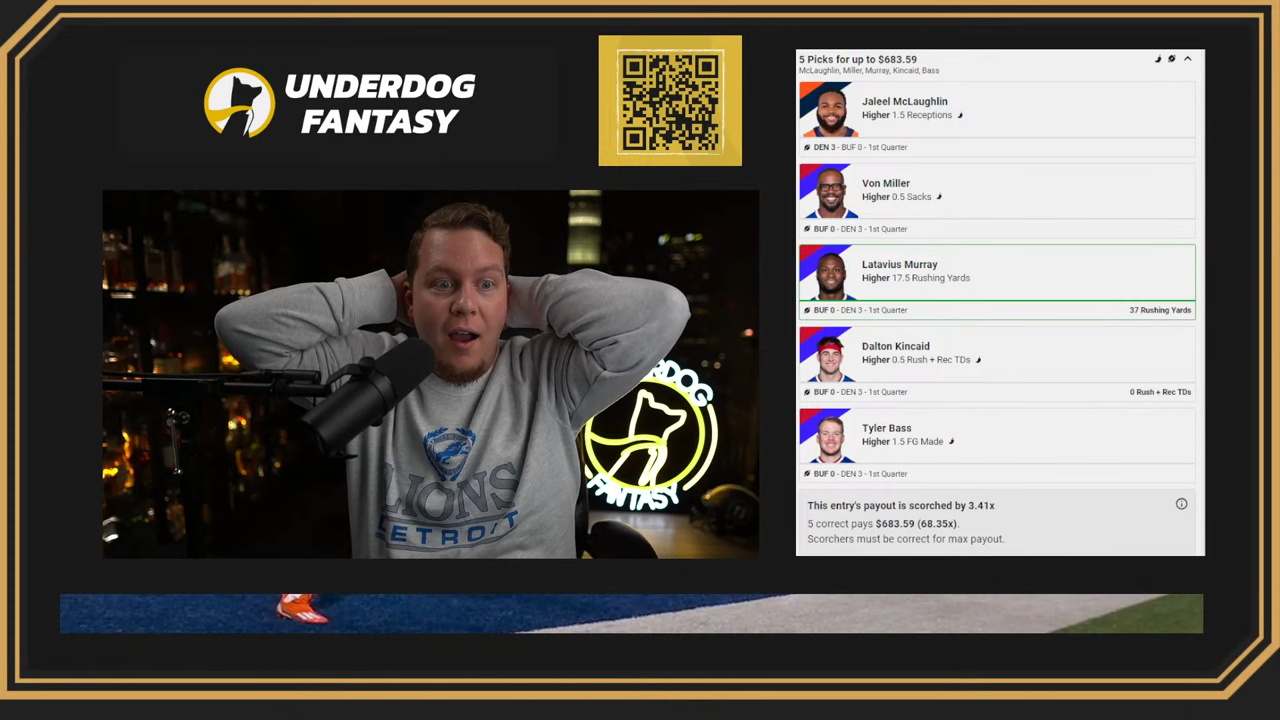 UNDERDOG
FANTASY
5 Picks for up to $683.59
McLaughlin, Miller, Murray, Kincaid, Bass
Jaleel McLaughlin
Higher 1.5 Receptions
DEN 3 - BUF 0 - 1st Quarter
Von Miller
Higher 0.5 Sacks
BUF 0 - DEN 3 - 1st Quarter
Latavius Murray
Higher 17.5 Rushing Yards
BUF 0 - DEN 3 - 1st Quarter
37 Rushing Yards
Dalton Kincaid
Higher 0.5 Rush + Rec TDs
BUF 0 - DEN 3 - 1st Quarter
0 Rush + Rec TDs
Tyler Bass
Higher 1.5 FG Made
BUF 0 - DEN 3 - 1st Quarter
This entry's payout is scorched by 3.41x
5 correct pays $683.59 (68.35x).
Scorchers must be correct for max payout.
LIONS
DETROIT
FANTASY